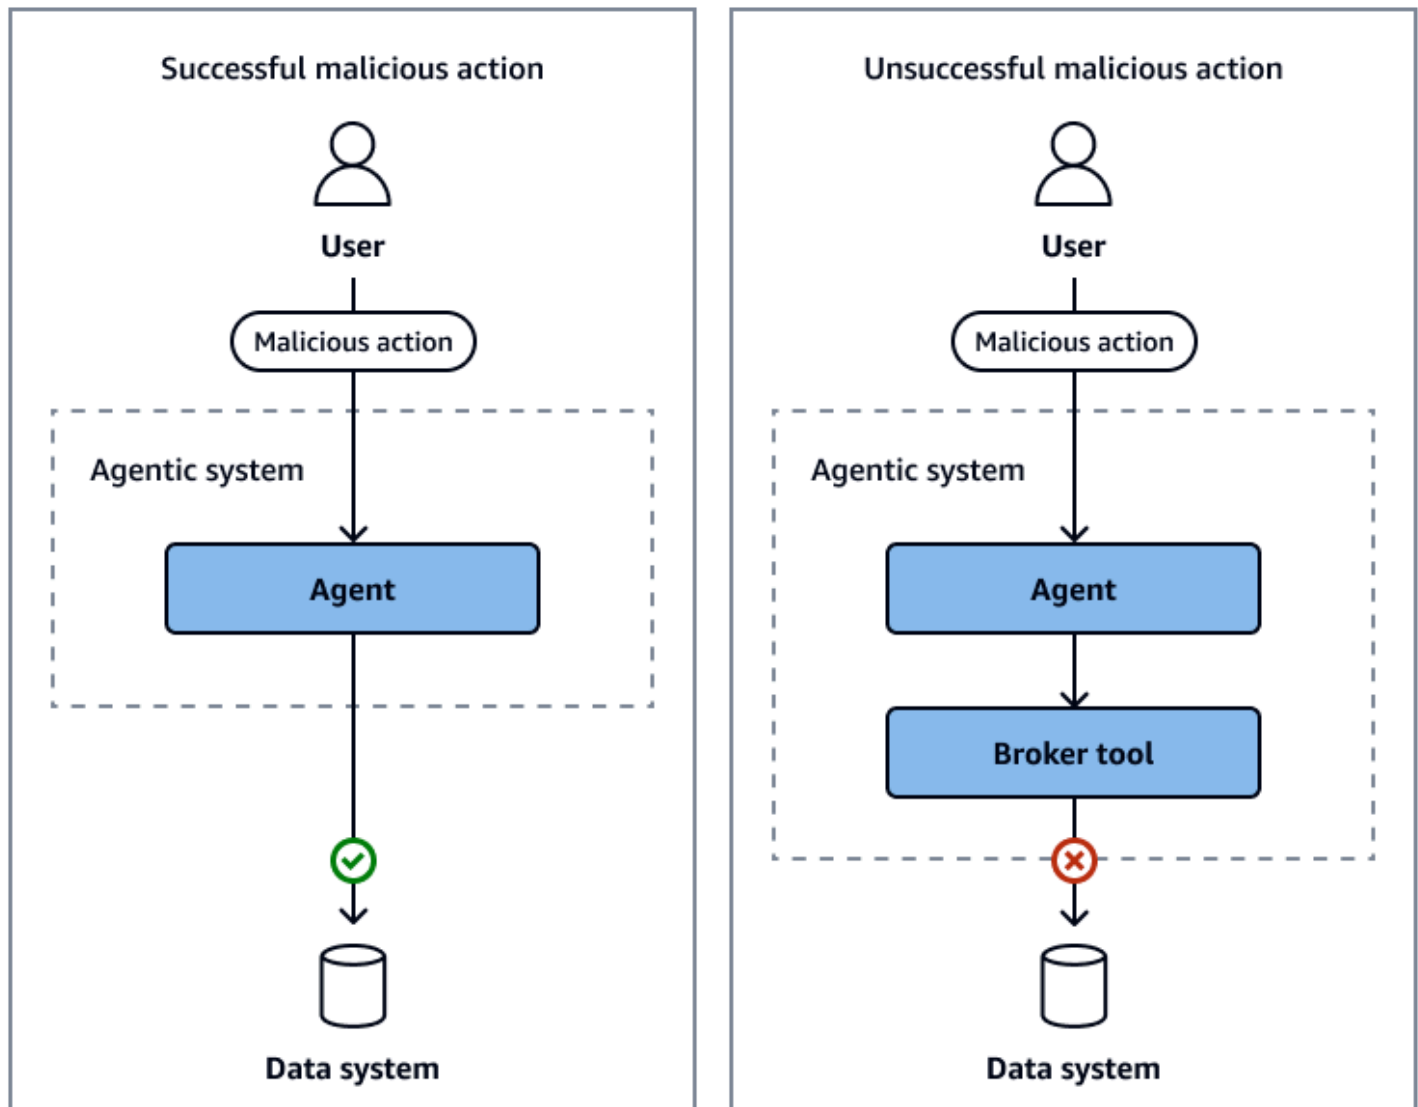 Successful malicious action
User
Malicious action
Agentic system
Agent
Data system
Unsuccessful malicious action
User
Malicious action
Agentic system
Agent
Broker tool
Data system